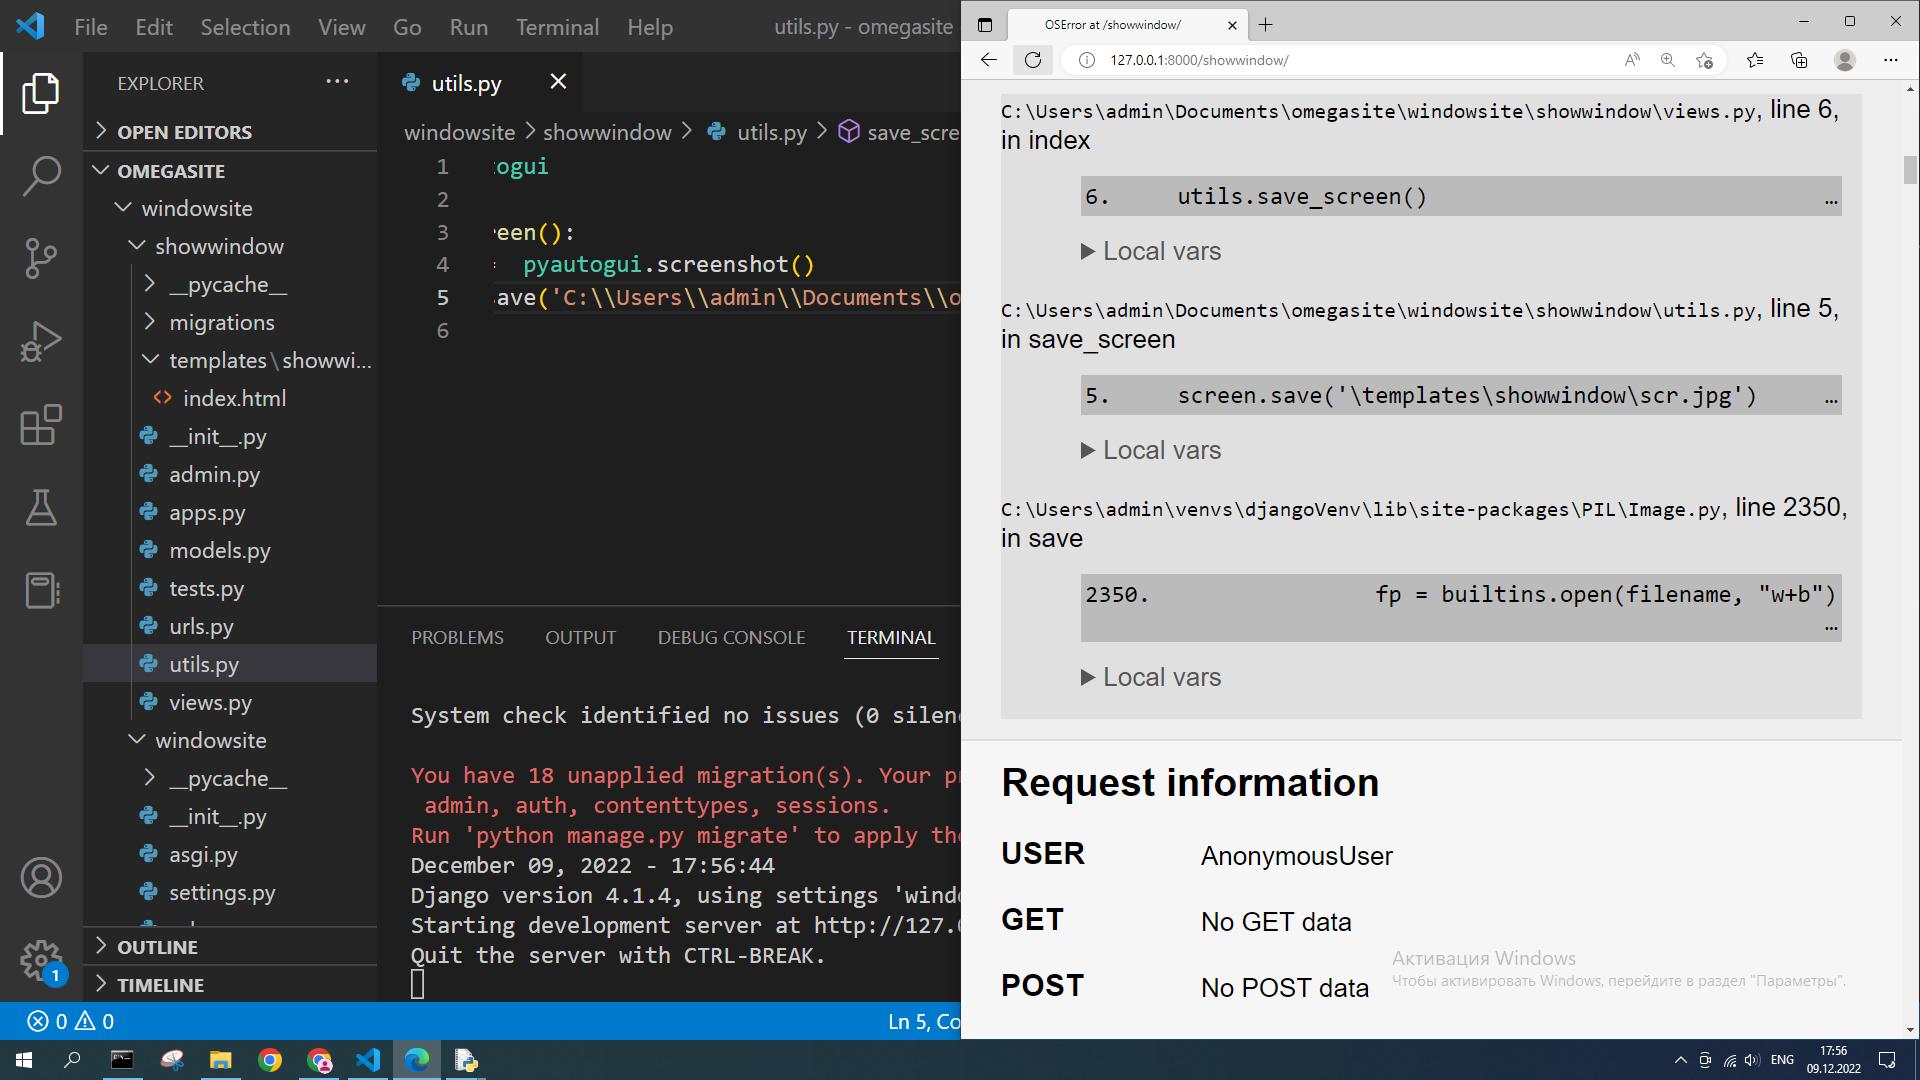 File Edit Selection View Go Run Terminal Help utils.py - omegasite
EXPLORER ...
OPEN EDITORS
OMEGASITE
windowsite
showwindow
__pycache__
migrations
templates\showwi...
index.html
__init__.py
admin.py
apps.py
models.py
tests.py
urls.py
utils.py
views.py
windowsite
__pycache__
__init__.py
asgi.py
settings.py
OUTLINE
TIMELINE
1
utils.py
windowsite > showwindow > utils.py > save_scre
1 ogui
2
3 een():
4 = pyautogui.screenshot()
5 ave('C:\\Users\\admin\\Documents\\o
6
PROBLEMS OUTPUT DEBUG CONSOLE TERMINAL
System check identified no issues (0 silen
You have 18 unapplied migration(s). Your p
admin, auth, contenttypes, sessions.
Run 'python manage.py migrate' to apply the
December 09, 2022 - 17:56:44
Django version 4.1.4, using settings 'wind
Starting development server at http://127.
Quit the server with CTRL-BREAK.
0 0 Ln 5, Co
OSError at /showwindow/
127.0.0.1:8000/showwindow/
C:\Users\admin\Documents\omegasite\windowsite\showwindow\views.py, line 6,
in index
6. utils.save_screen() …
Local vars
C:\Users\admin\Documents\omegasite\windowsite\showwindow\utils.py, line 5,
in save_screen
5. screen.save('\templates\showwindow\scr.jpg') …
Local vars
C:\Users\admin\venvs\djangoVenv\lib\site-packages\PIL\Image.py, line 2350,
in save
2350. fp = builtins.open(filename, "w+b")
…
Local vars
Request information
USER AnonymousUser
GET No GET data
POST No POST data
Активация Windows
Чтобы активировать Windows, перейдите в раздел "Параметры".
ENG
17:56
09.12.2022